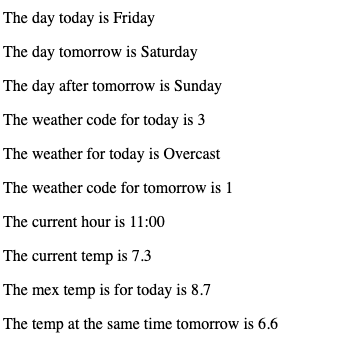 The day today is Friday
The day tomorrow is Saturday
The day after tomorrow is Sunday
The weather code for today is 3
The weather for today is Overcast
The weather code for tomorrow is 1
The current hour is 11:00
The current temp is 7.3
The mex temp is for today is 8.7
The temp at the same time tomorrow is 6.6